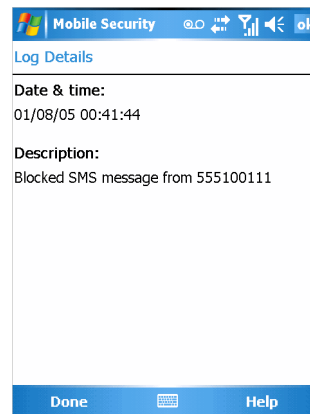 Mobile Security ok
Log Details
Date & time:
01/08/05 00:41:44
Description:
Blocked SMS message from 555100111
Done Help